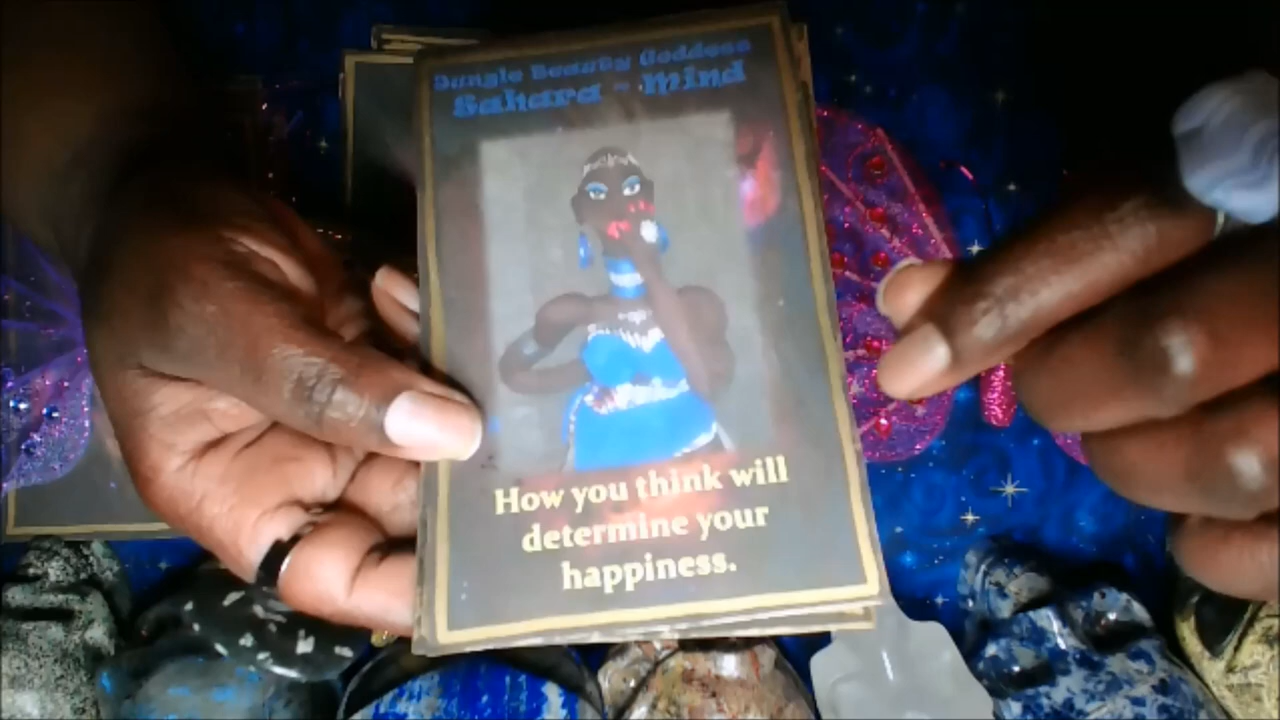 Jungle Beauty Goddess
Sahara - Mind
How you think will
determine your
happiness.